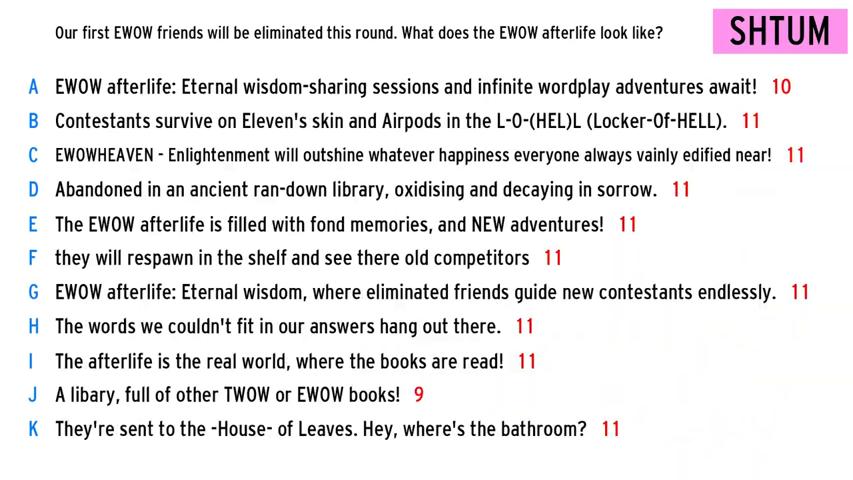 Our first EWOW friends will be eliminated this round. What does the EWOW afterlife look like?
SHTUM
A EWOW afterlife: Eternal wisdom-sharing sessions and infinite wordplay adventures await! 10
B Contestants survive on Eleven's skin and Airpods in the L-O-(HEL)L (Locker-Of-HELL). 11
C EWOWHEAVEN - Enlightenment will outshine whatever happiness everyone always vainly edified near! 11
D Abandoned in an ancient ran-down library, oxidising and decaying in sorrow. 11
E The EWOW afterlife is filled with fond memories, and NEW adventures! 11
F they will respawn in the shelf and see there old competitors 11
G EWOW afterlife: Eternal wisdom, where eliminated friends guide new contestants endlessly. 11
H The words we couldn't fit in our answers hang out there. 11
I The afterlife is the real world, where the books are read! 11
J A libary, full of other TWOW or EWOW books! 9
K They're sent to the -House- of Leaves. Hey, where's the bathroom? 11